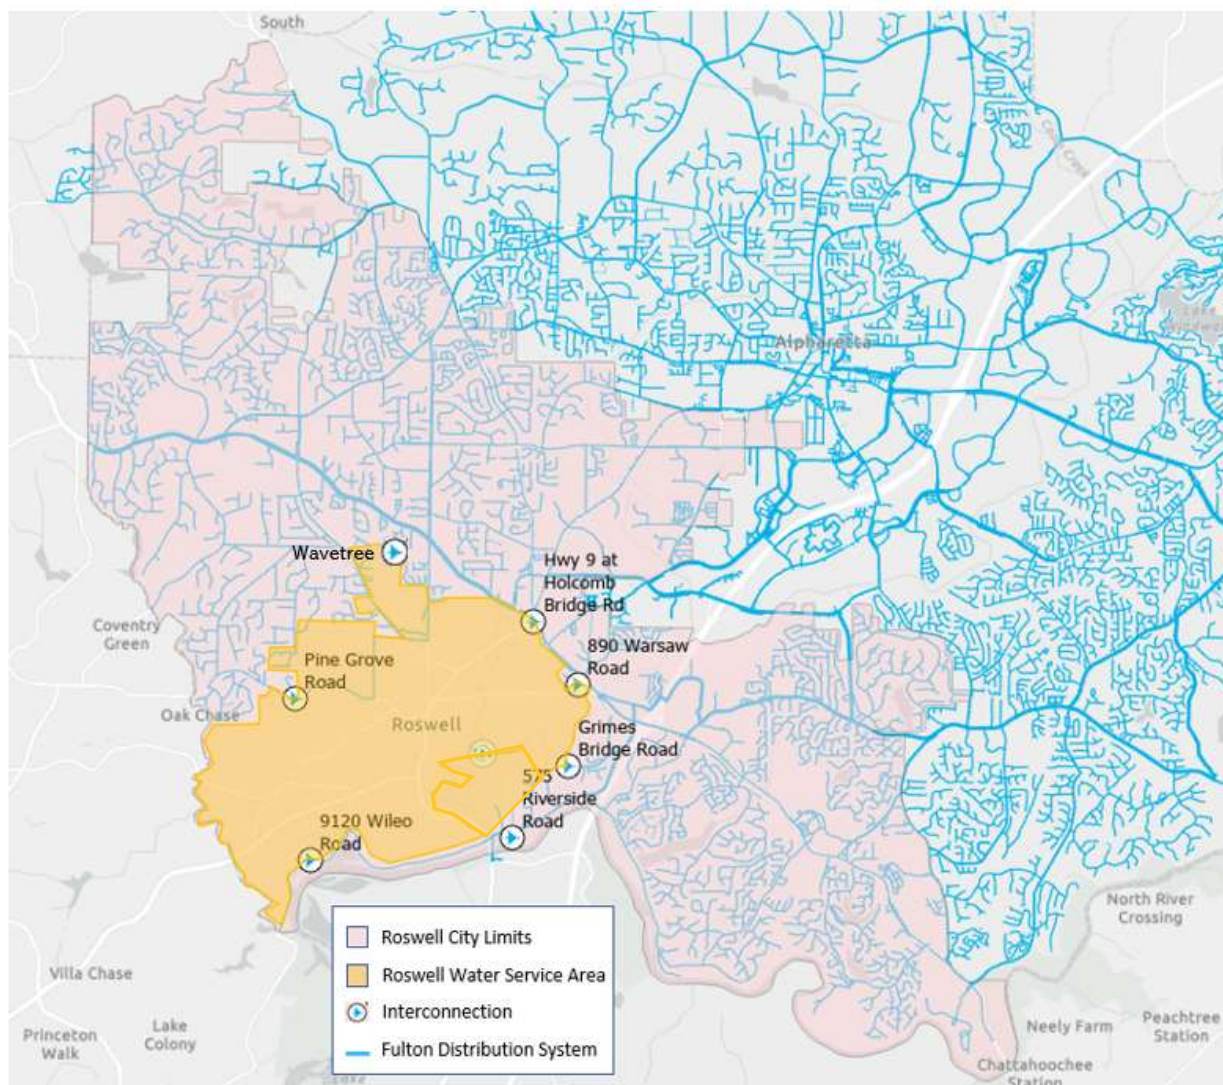 South
Alpharetta
Wavetree
Hwy 9 at
Holcomb
Bridge Rd
Coventry
Green
890 Warsaw
Road
Pine Grove
Road
Oak Chase
Roswell
Grimes
Bridge Road
575
Riverside
Road
9120 Wileo
Road
North River
Crossing
Roswell City Limits
Roswell Water Service Area
Interconnection
Fulton Distribution System
Villa Chase
Princeton
Walk
Lake
Colony
Neely Farm
Peachtree
Station
Chattahoochee
Station